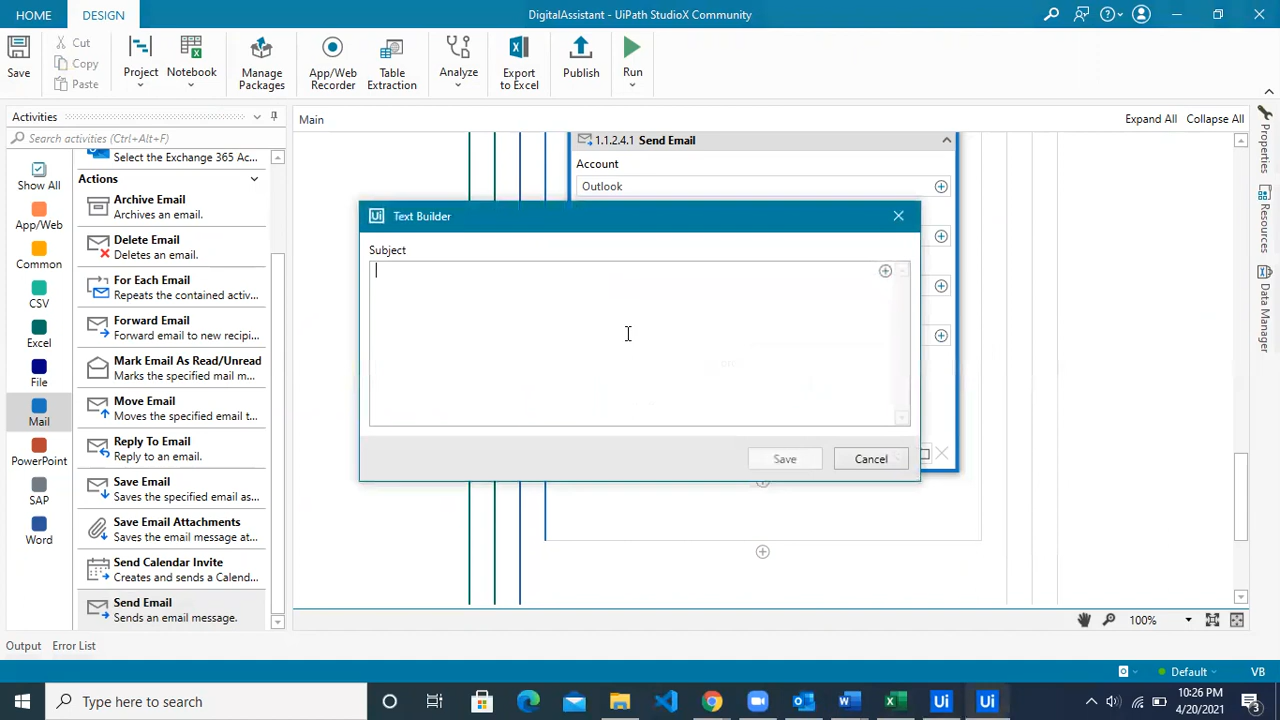 HOME
DESIGN
DigitalAssistant - UiPath StudioX Community
Save
Cut
Copy
Paste
Project
Notebook
Manage
Packages
App/Web
Recorder
Table
Extraction
Analyze
Export
to Excel
Publish
Run
Activities
Search activities (Ctrl+Alt+F)
Main
Expand All
Collapse All
Show All
App/Web
Common
CSV
Excel
File
Mail
PowerPoint
SAP
Word
Select the Exchange 365 Ac...
Actions
Archive Email
Archives an email.
Delete Email
Deletes an email.
For Each Email
Repeats the contained activ...
Forward Email
Forward email to new recipi...
Mark Email As Read/Unread
Marks the specified mail m...
Move Email
Moves the specified email t...
Reply To Email
Reply to an email.
Save Email
Saves the specified email as...
Save Email Attachments
Saves the email message at...
Send Calendar Invite
Creates and sends a Calend...
Send Email
Sends an email message.
1.1.2.4.1 Send Email
Account
Outlook
Ui Text Builder
Subject
Save
Cancel
Properties
Resources
Data Manager
100%
Output
Error List
Default
VB
Type here to search
Ui
Ui
10:26 PM
4/20/2021
3